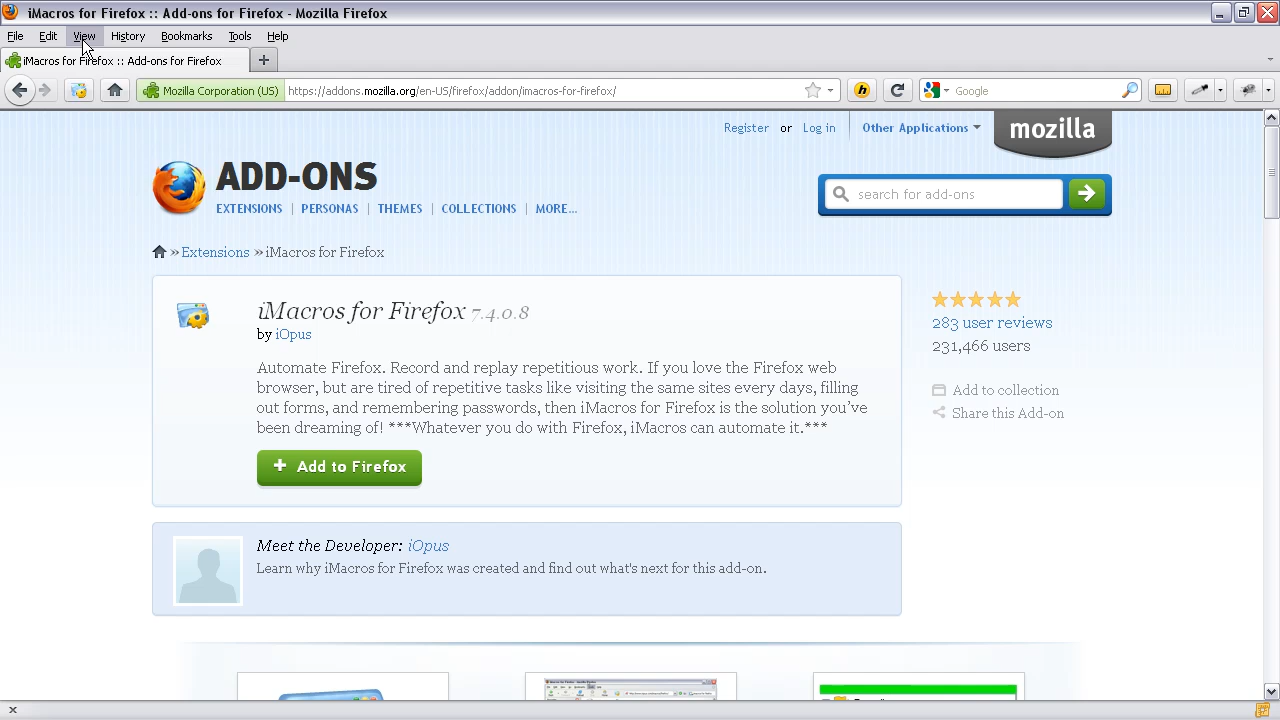 iMacros for Firefox :: Add-ons for Firefox - Mozilla Firefox
File Edit View History Bookmarks Tools Help
iMacros for Firefox :: Add-ons for Firefox
Mozilla Corporation (US) https://addons.mozilla.org/en-US/firefox/addon/imacros-for-firefox/ Google
Register or Log in Other Applications mozilla
ADD-ONS
search for add-ons
EXTENSIONS | PERSONAS | THEMES | COLLECTIONS | MORE...
» Extensions » iMacros for Firefox
iMacros for Firefox 7.4.0.8
by iOpus
Automate Firefox. Record and replay repetitious work. If you love the Firefox web
browser, but are tired of repetitive tasks like visiting the same sites every days, filling
out forms, and remembering passwords, then iMacros for Firefox is the solution you've
been dreaming of! ***Whatever you do with Firefox, iMacros can automate it.***
+ Add to Firefox
283 user reviews
231,466 users
Add to collection
Share this Add-on
Meet the Developer: iOpus
Learn why iMacros for Firefox was created and find out what's next for this add-on.